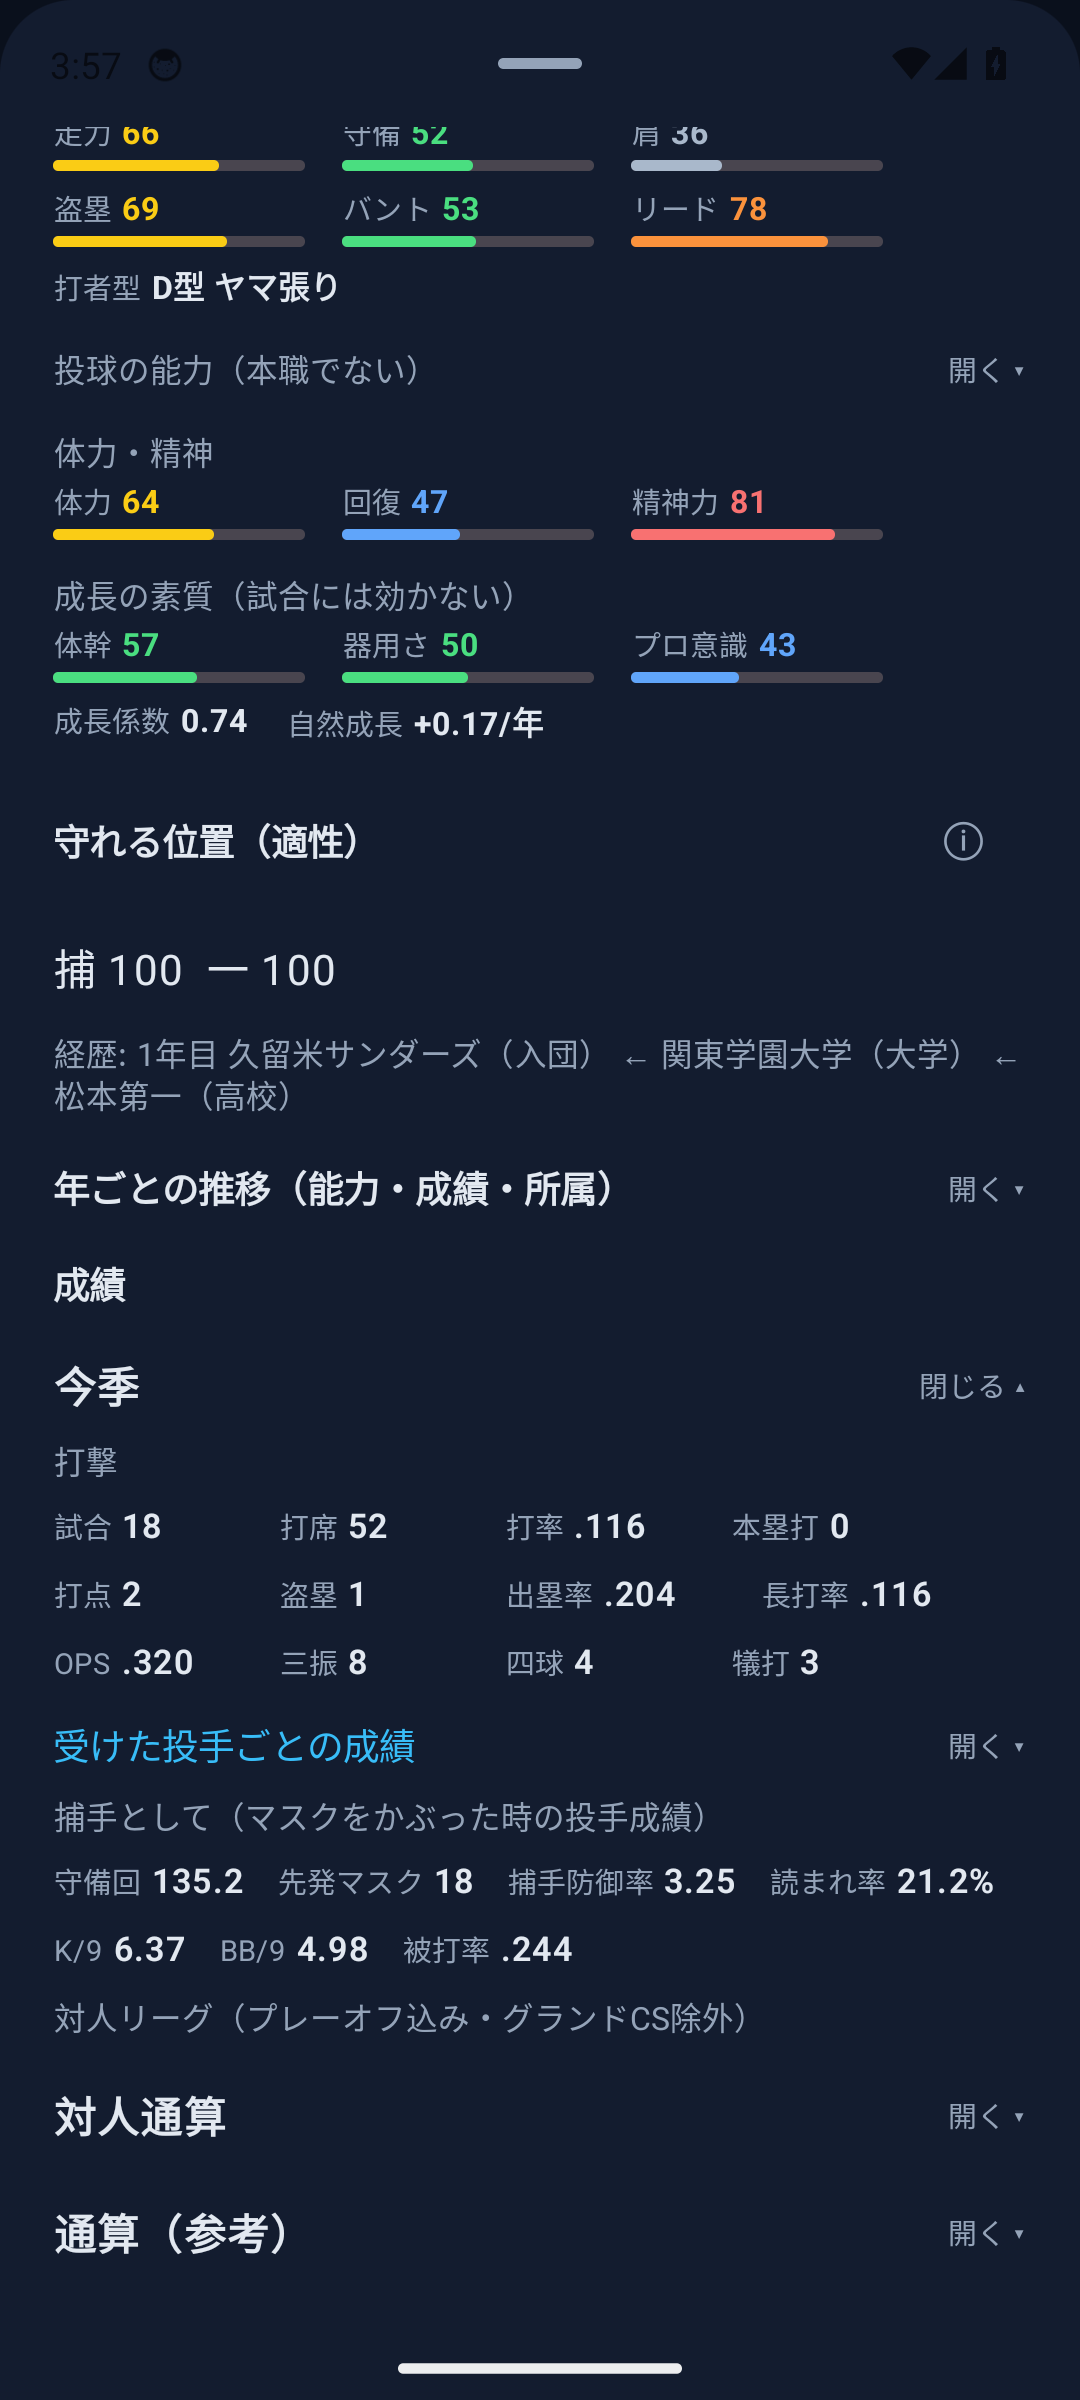 3:57
走力 66 守備 52 肩 36
盗塁 69 バント 53 リード 78
打者型 D型 ヤマ張り
投球の能力（本職でない） 開く ▼
体力・精神
体力 64 回復 47 精神力 81
成長の素質（試合には効かない）
体幹 57 器用さ 50 プロ意識 43
成長係数 0.74 自然成長 +0.17/年
守れる位置（適性）
捕 100 一 100
経歴: 1年目 久留米サンダーズ（入団） ← 関東学園大学（大学） ←
松本第一（高校）
年ごとの推移（能力・成績・所属） 開く ▼
成績
今季 閉じる ▲
打撃
試合 18 打席 52 打率 .116 本塁打 0
打点 2 盗塁 1 出塁率 .204 長打率 .116
OPS .320 三振 8 四球 4 犠打 3
受けた投手ごとの成績 開く ▼
捕手として（マスクをかぶった時の投手成績）
守備回 135.2 先発マスク 18 捕手防御率 3.25 読まれ率 21.2%
K/9 6.37 BB/9 4.98 被打率 .244
対人リーグ（プレーオフ込み・グランドCS除外）
対人通算 開く ▼
通算（参考） 開く ▼